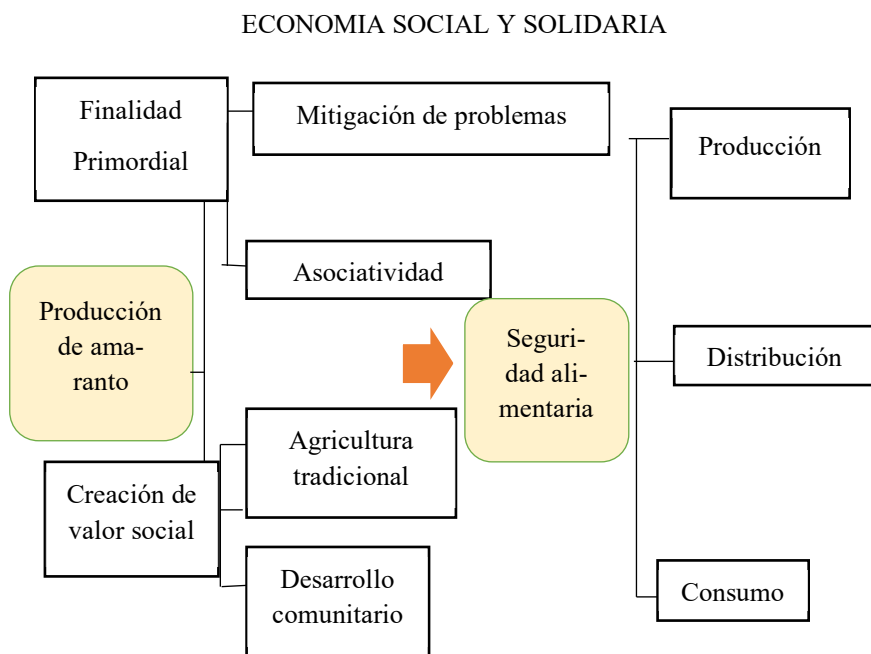 ECONOMIA SOCIAL Y SOLIDARIA
Finalidad
Primordial
Mitigación de problemas
Asociatividad
Producción
de ama-
ranto
Creación de
valor social
Agricultura
tradicional
Desarrollo
comunitario
Seguri-
dad ali-
mentaria
Producción
Distribución
Consumo